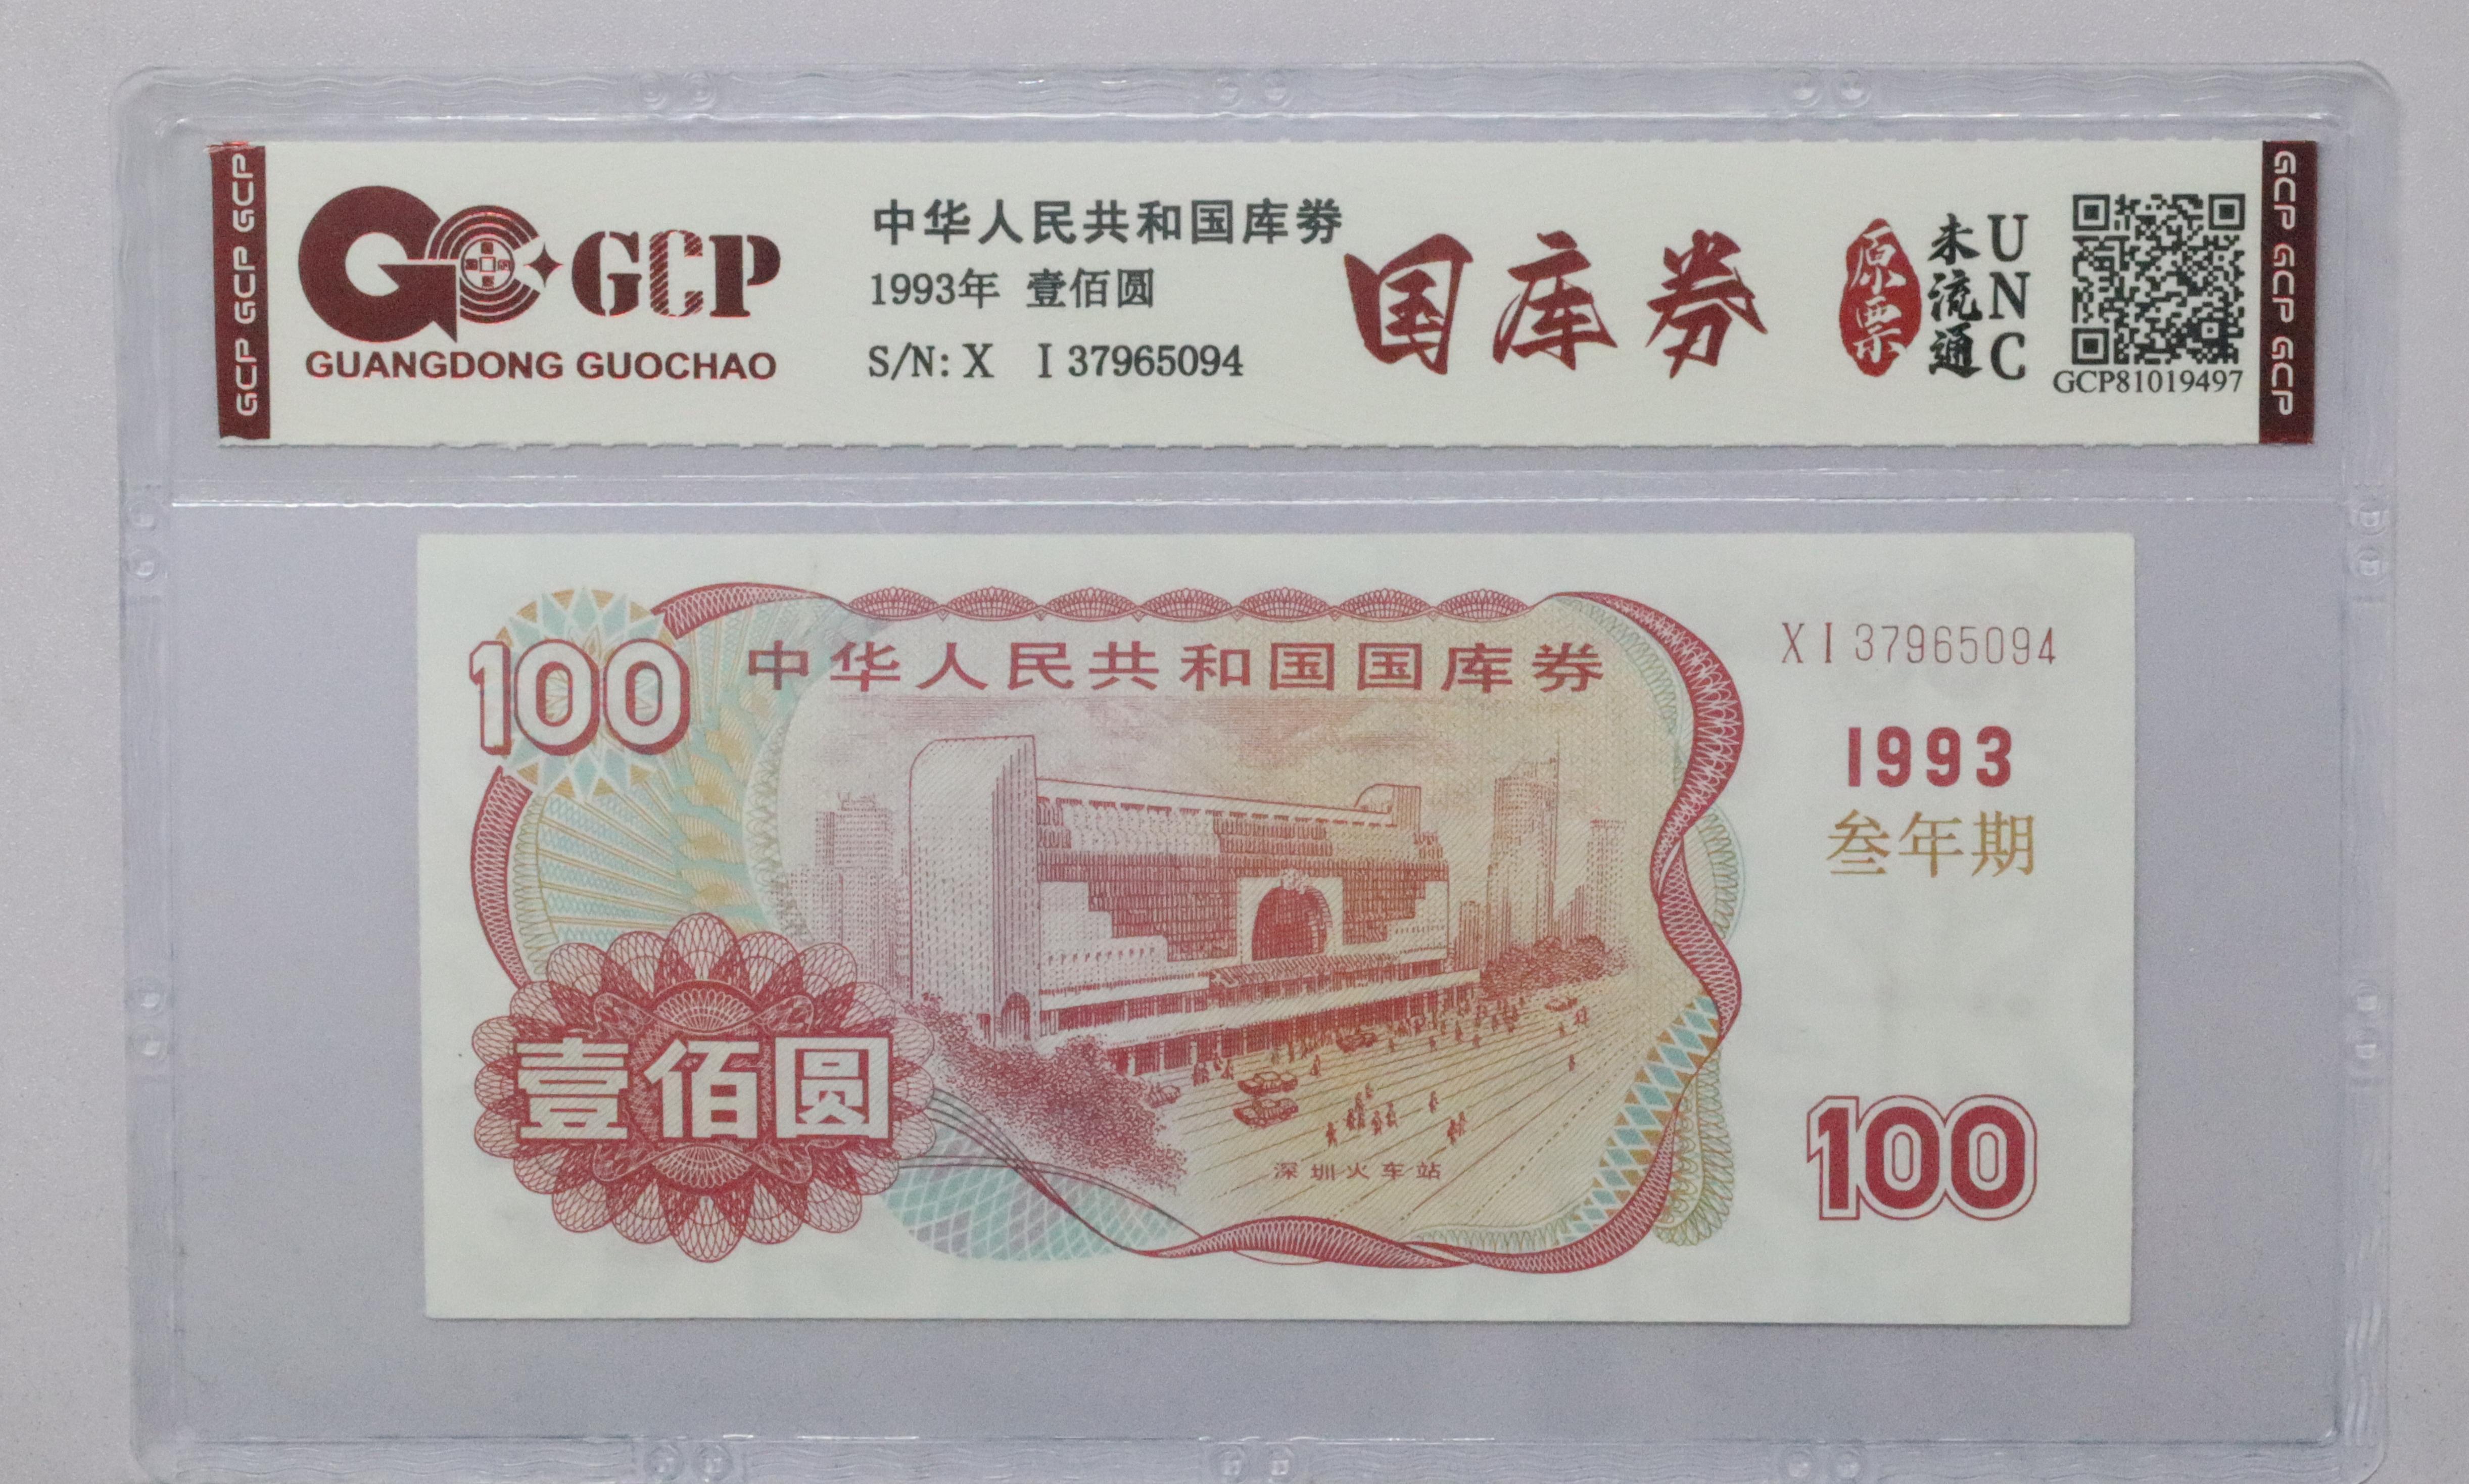 GCP GCP GCP
GCP
GUANGDONG GUOCHAO
中华人民共和国库券
1993年 壹佰圆
S/N: X I 37965094
国库券
原票
未流通
UNC
GCP81019497
GCP GCP GCP
100
中华人民共和国国库券
X I 37965094
1993
叁年期
壹佰圆
深圳火车站
100